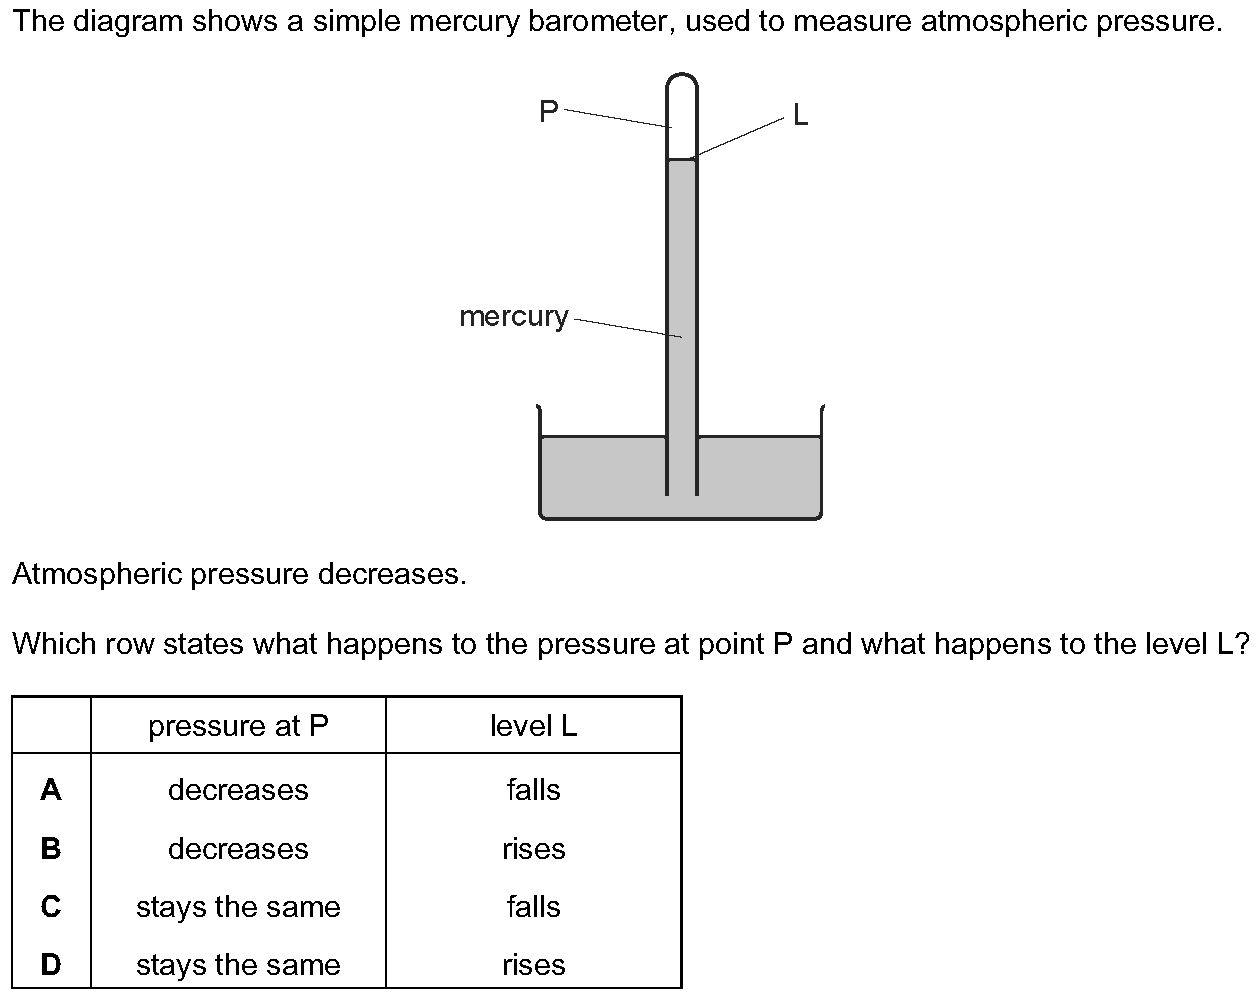 The diagram shows a simple mercury barometer, used to measure atmospheric pressure.
P
L
mercury
Atmospheric pressure decreases.
Which row states what happens to the pressure at point P and what happens to the level L?
pressure at P level L
A decreases falls
B decreases rises
C stays the same falls
D stays the same rises